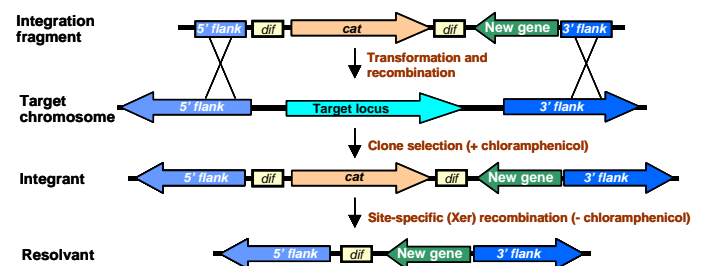 Integration
fragment
5' flank dif cat dif New gene 3' flank
Transformation and
recombination
Target
chromosome
5' flank Target locus 3' flank
Clone selection (+ chloramphenicol)
Integrant
5' flank dif cat dif New gene 3' flank
Site-specific (Xer) recombination (- chloramphenicol)
Resolvant
5' flank dif New gene 3' flank